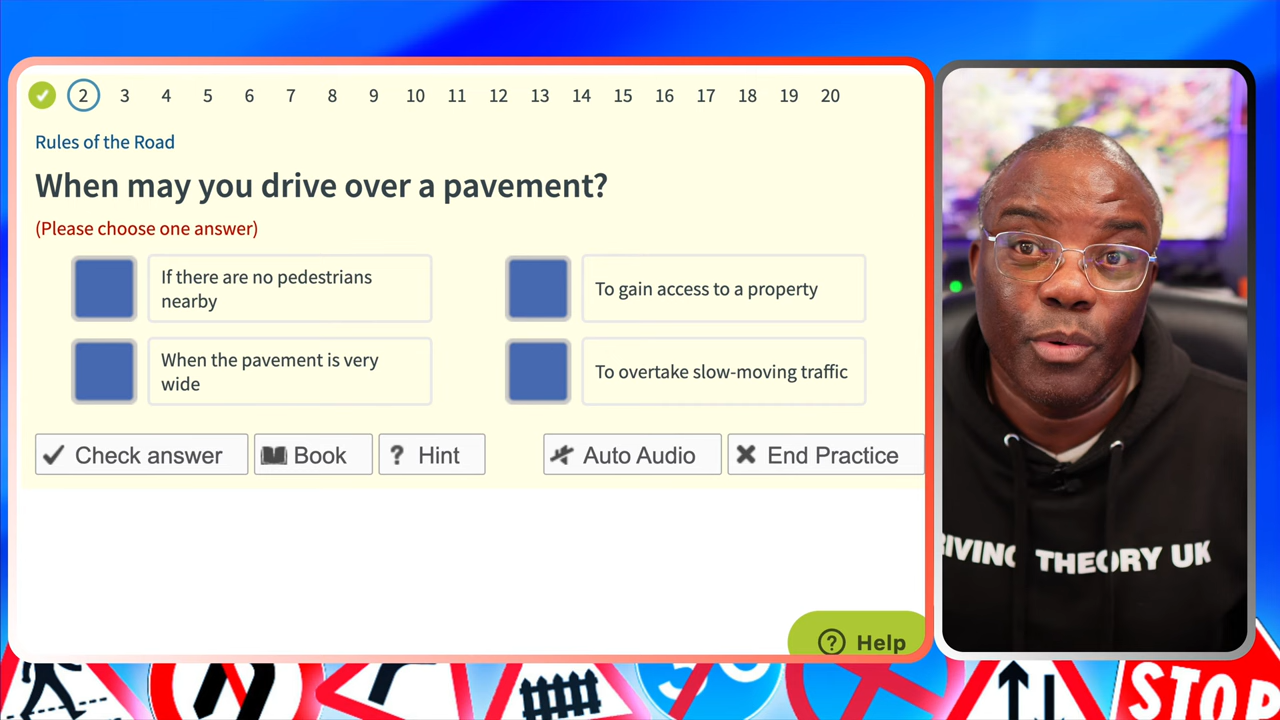 2 3 4 5 6 7 8 9 10 11 12 13 14 15 16 17 18 19 20
Rules of the Road
When may you drive over a pavement?
(Please choose one answer)
If there are no pedestrians
nearby
To gain access to a property
When the pavement is very
wide
To overtake slow-moving traffic
Check answer
Book
? Hint
Auto Audio
End Practice
? Help
RIVING THEORY UK
STOP